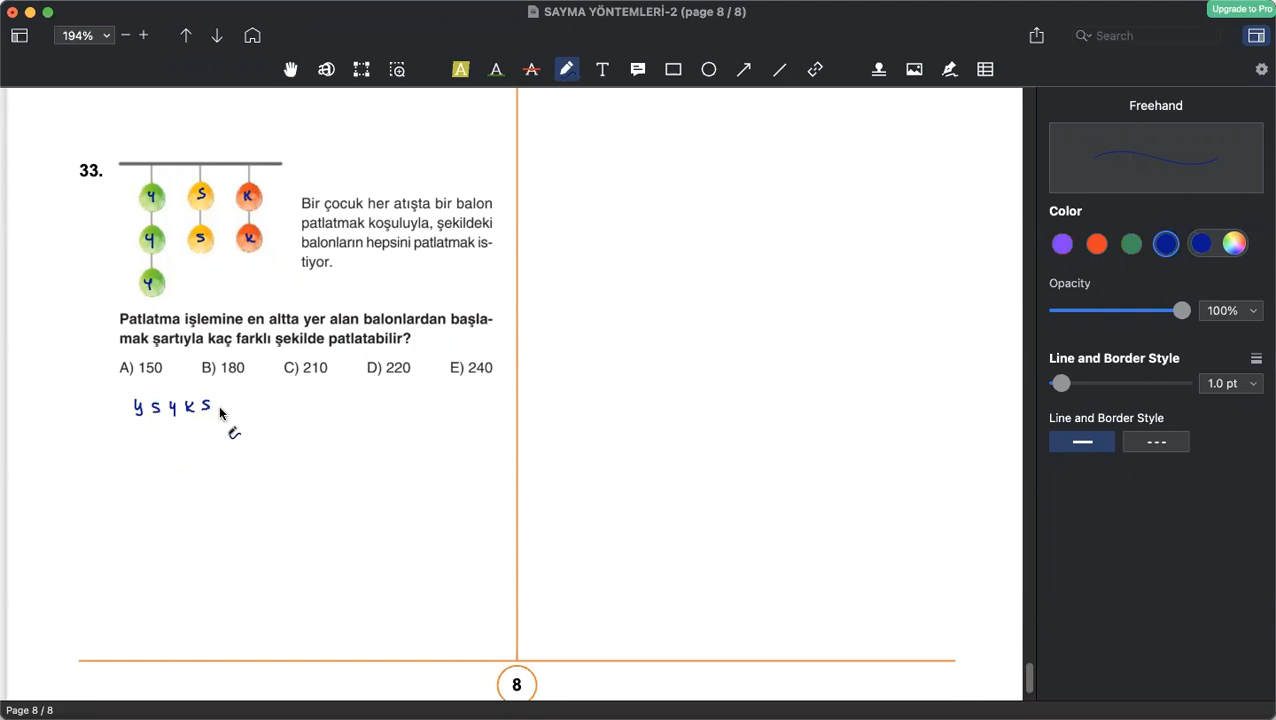 SAYMA YÖNTEMLERİ-2 (page 8 / 8)
Upgrade to Pro
194%
Search
A
A
A
T
Freehand
33.
Y S K
Y S K
Y
Bir çocuk her atışta bir balon
patlatmak koşuluyla, şekildeki
balonların hepsini patlatmak is-
tiyor.
Patlatma işlemine en altta yer alan balonlardan başla-
mak şartıyla kaç farklı şekilde patlatabilir?
A) 150 B) 180 C) 210 D) 220 E) 240
Y S Y K S
8
Color
Opacity
100%
Line and Border Style
1.0 pt
Line and Border Style
Page 8 / 8